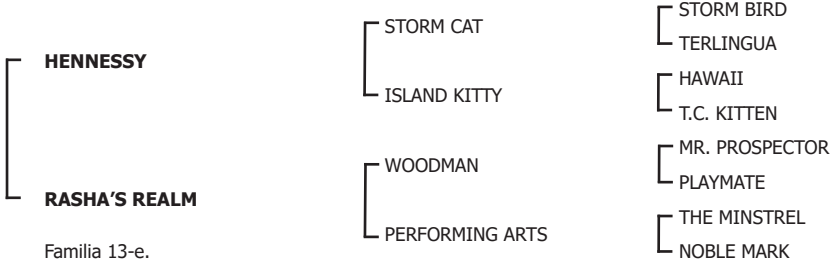 STORM BIRD
STORM CAT
TERLINGUA
HENNESSY
HAWAII
ISLAND KITTY
T.C. KITTEN
MR. PROSPECTOR
WOODMAN
PLAYMATE
RASHA’S REALM
THE MINSTREL
PERFORMING ARTS
Familia 13-e.
NOBLE MARK